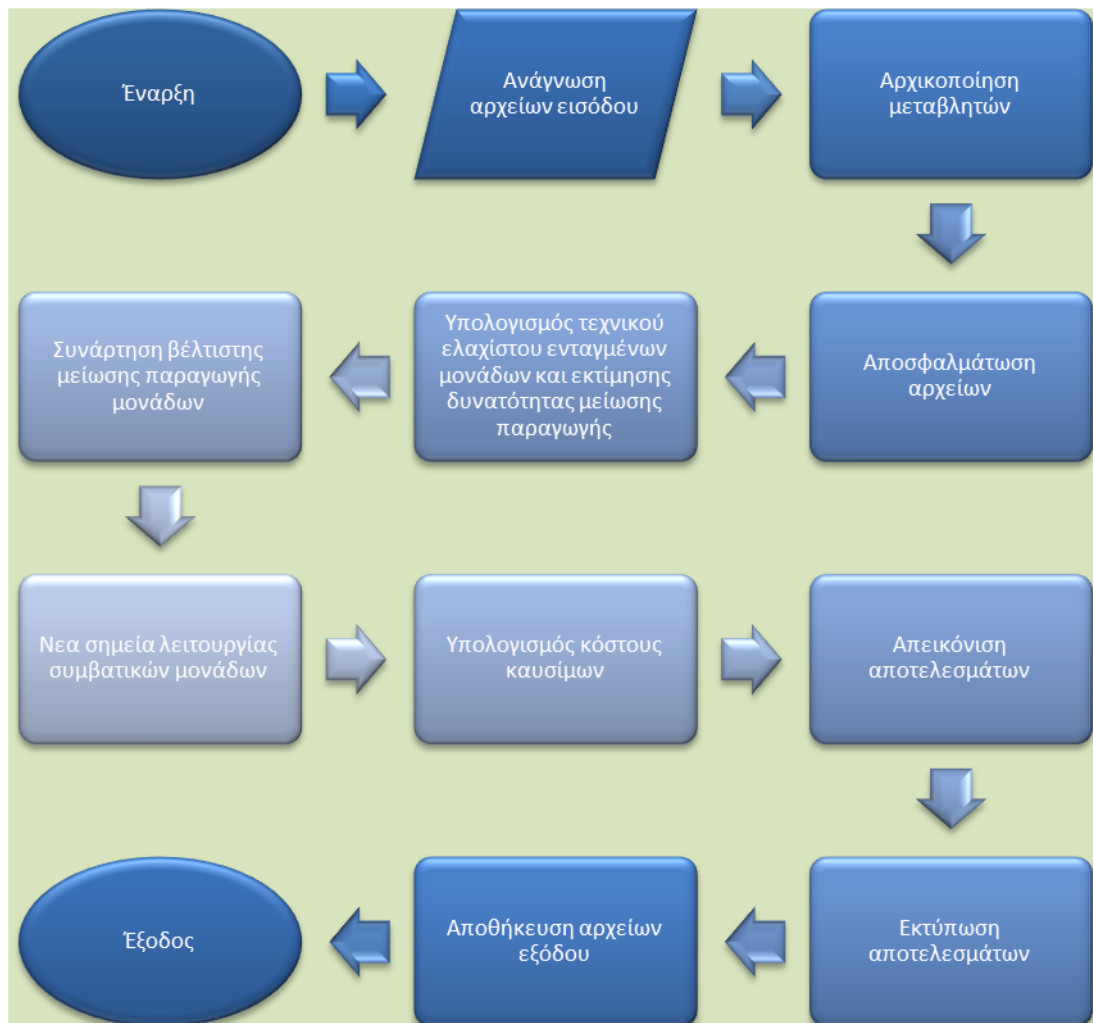 Έναρξη
Ανάγνωση
αρχείων εισόδου
Αρχικοποίηση
μεταβλητών
Αποσφαλμάτωση
αρχείων
Υπολογισμός τεχνικού
ελαχίστου ενταγμένων
μονάδων και εκτίμησης
δυνατότητας μείωσης
παραγωγής
Συνάρτηση βέλτιστης
μείωσης παραγωγής
μονάδων
Νεα σημεία λειτουργίας
συμβατικών μονάδων
Υπολογισμός κόστους
καυσίμων
Απεικόνιση
αποτελεσμάτων
Εκτύπωση
αποτελεσμάτων
Αποθήκευση αρχείων
εξόδου
Έξοδος